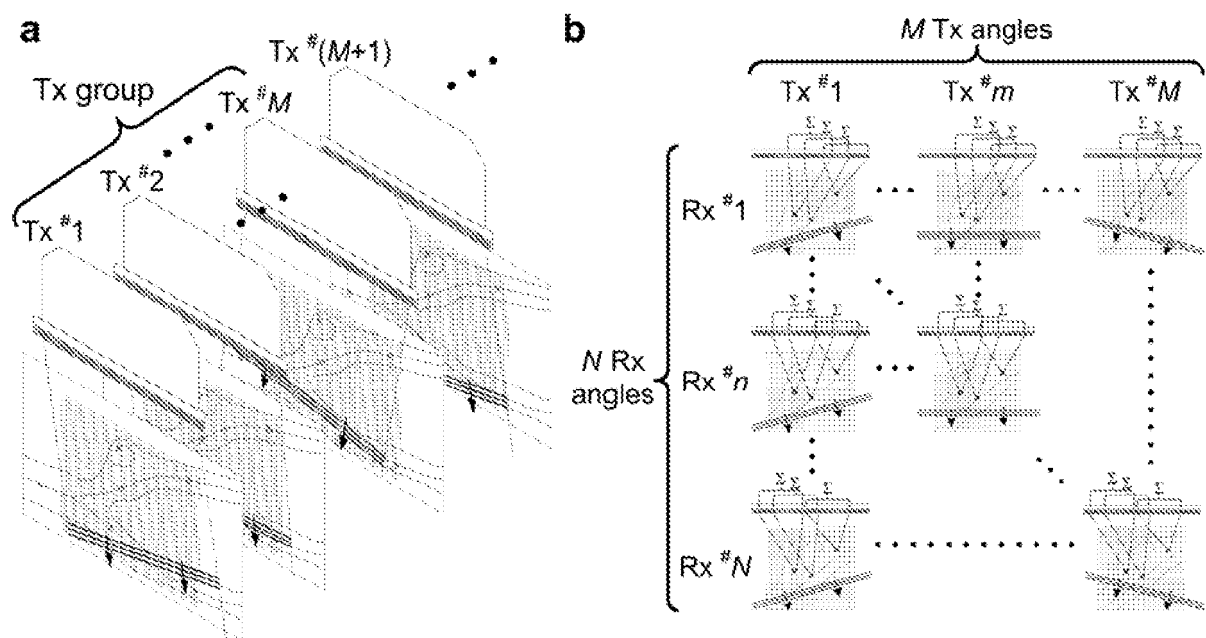 a
Tx #(M+1)
Tx group
Tx #M
Tx #2
Tx #1
b
M Tx angles
Tx #1 Tx #m Tx #M
Σ Σ Σ Σ Σ Σ Σ Σ Σ
Rx #1
Σ Σ Σ Σ Σ Σ
N Rx angles
Rx #n
Σ Σ Σ Σ Σ Σ
Rx #N